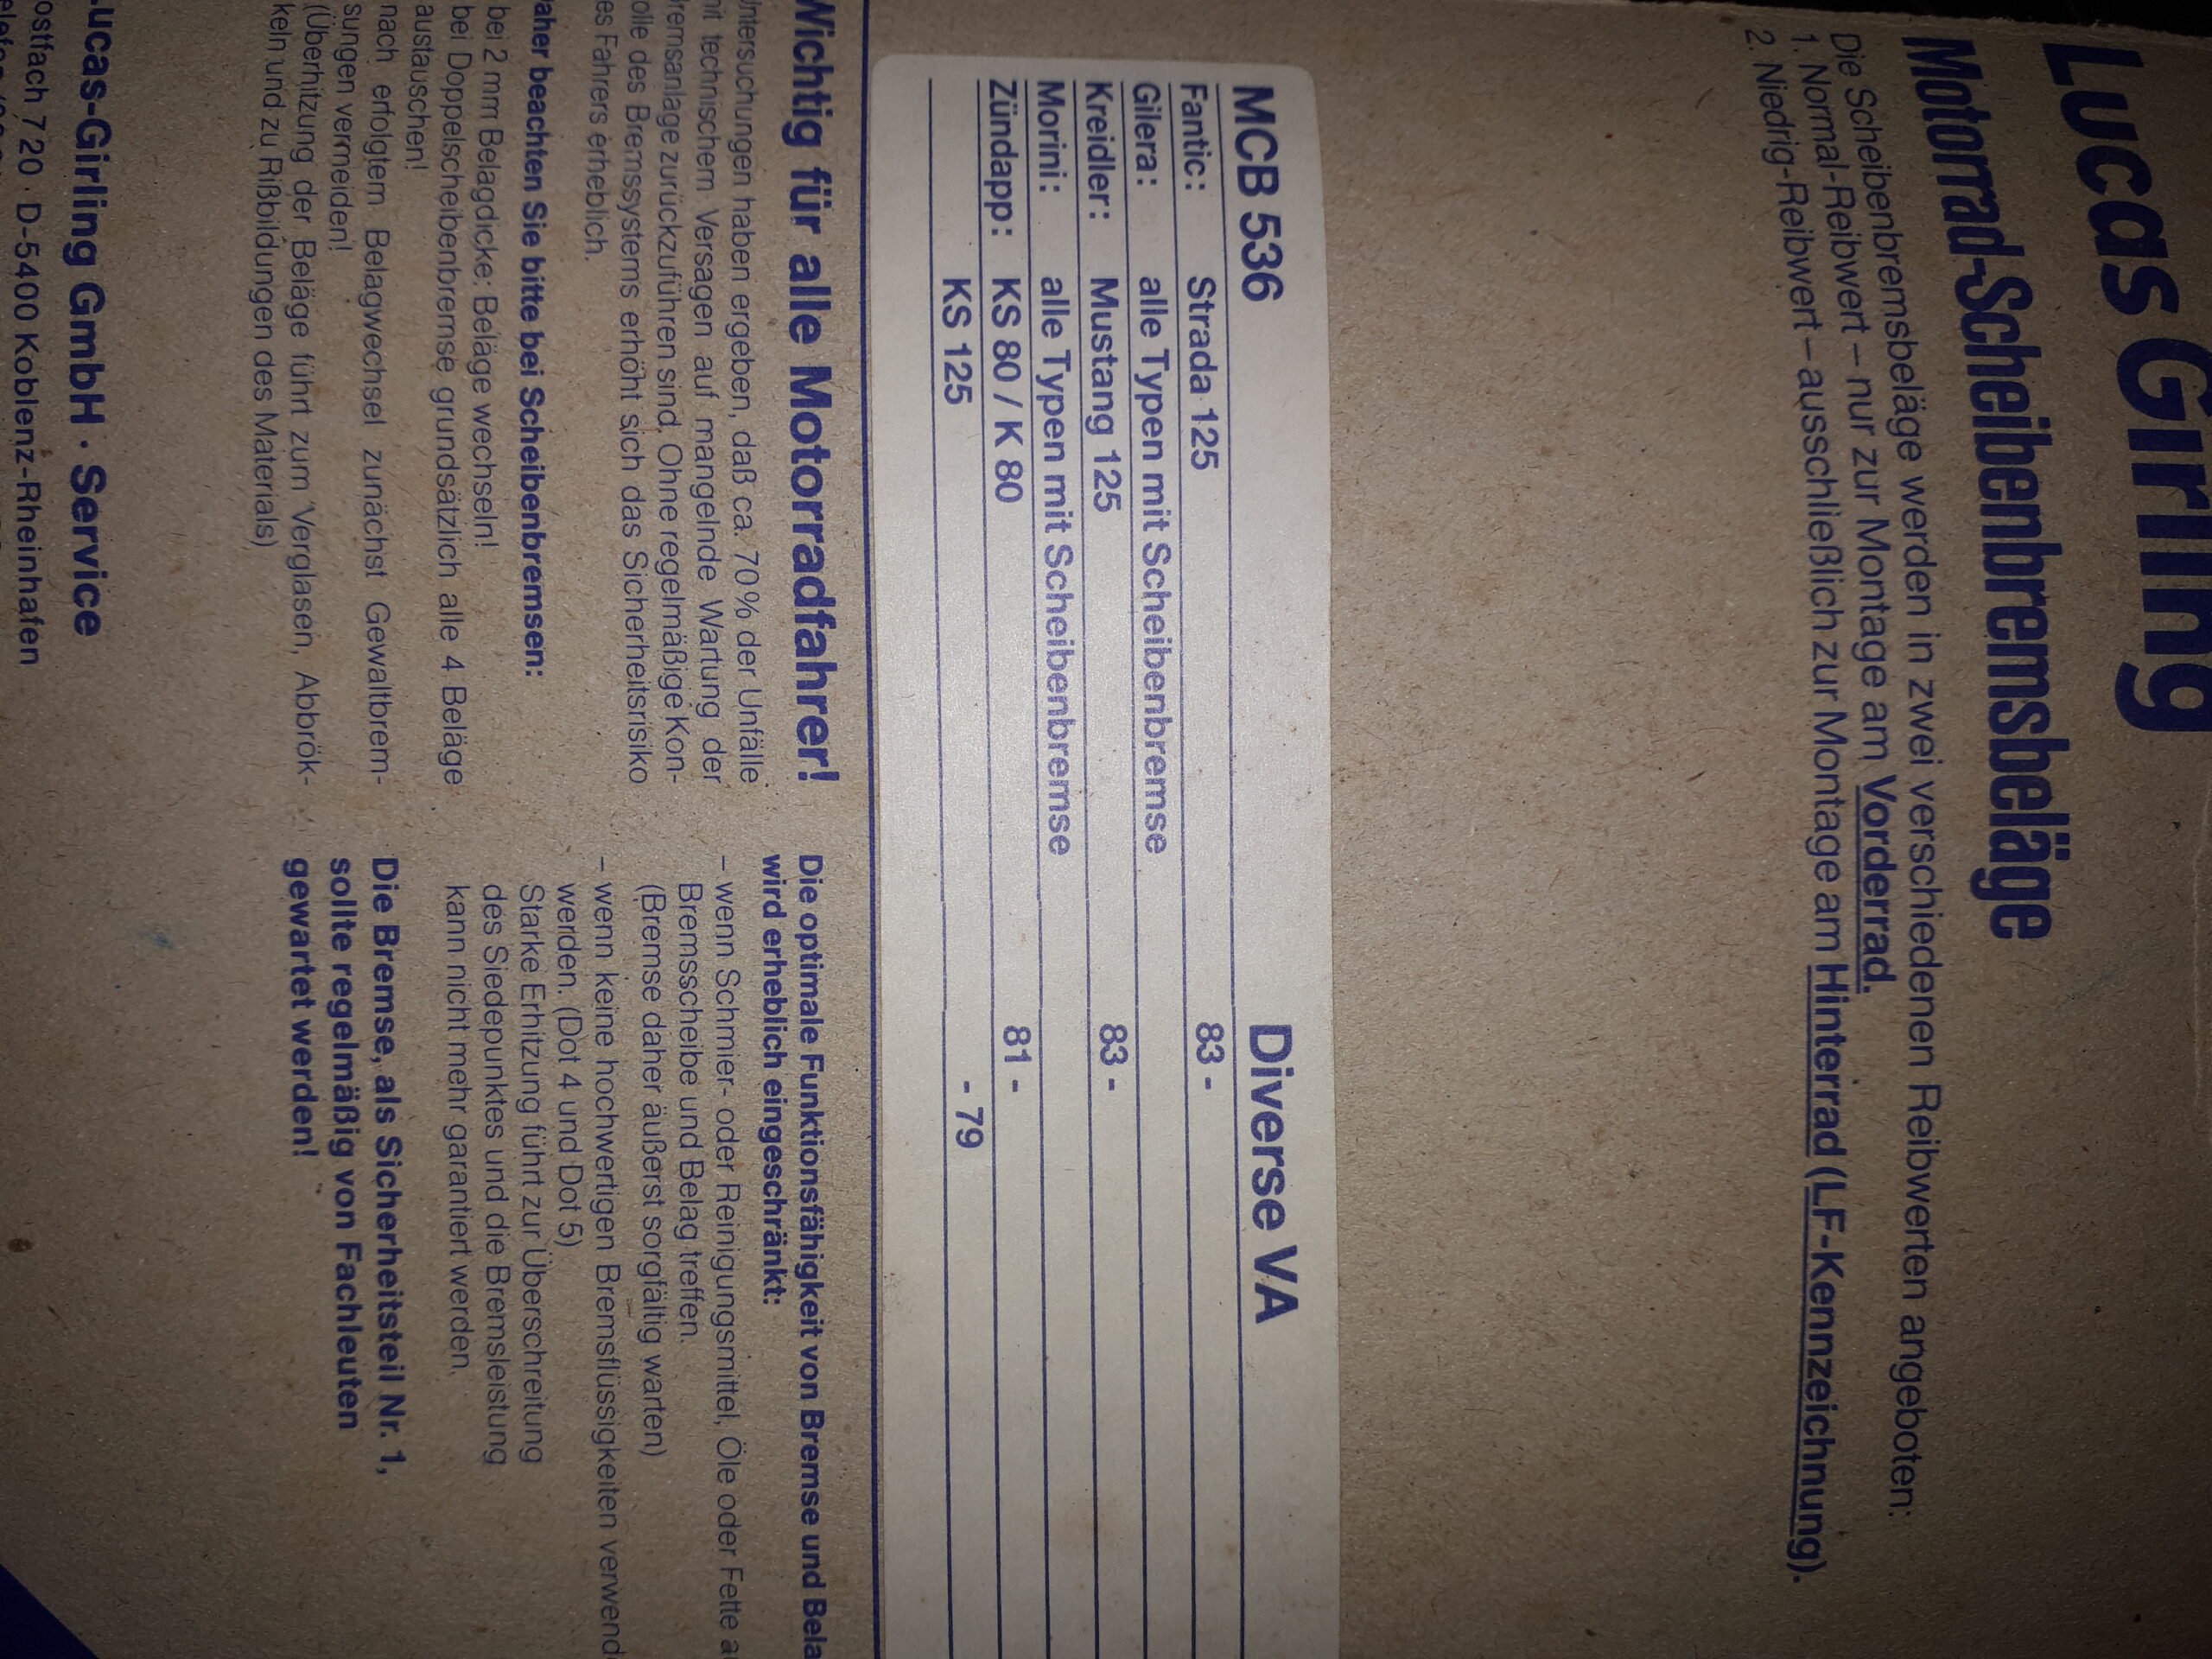 Lucas Girling
Motorrad-Scheibenbremsbeläge
Die Scheibenbremsbeläge werden in zwei verschiedenen Reibwerten angeboten:
1. Normal-Reibwert – nur zur Montage am Vorderrad.
2. Niedrig-Reibwert – ausschließlich zur Montage am Hinterrad (LF-Kennzeichnung).
MCB 536 Diverse VA
Fantic: Strada 125 83 -
Gilera: alle Typen mit Scheibenbremse
Kreidler: Mustang 125 83 -
Morini: alle Typen mit Scheibenbremse
Zündapp: KS 80 / K 80 81 -
KS 125 - 79
Wichtig für alle Motorradfahrer!
Untersuchungen haben ergeben, daß ca. 70% der Unfälle
mit technischem Versagen auf mangelnde Wartung der
Bremsanlage zurückzuführen sind. Ohne regelmäßige Kon-
olle des Bremssystems erhöht sich das Sicherheitsrisiko
es Fahrers erheblich.
aher beachten Sie bitte bei Scheibenbremsen:
bei 2 mm Belagdicke: Beläge wechseln!
bei Doppelscheibenbremse grundsätzlich alle 4 Beläge
austauschen!
nach erfolgtem Belagwechsel zunächst Gewaltbrem-
sungen vermeiden!
(Überhitzung der Beläge führt zum Verglasen, Abbrök-
keln und zu Rißbildungen des Materials)
ucas-Girling GmbH · Service
ostfach 720 · D-5400 Koblenz-Rheinhafen
Die optimale Funktionsfähigkeit von Bremse und Bela
wird erheblich eingeschränkt:
– wenn Schmier- oder Reinigungsmittel, Öle oder Fette a
Bremsscheibe und Belag treffen.
(Bremse daher äußerst sorgfältig warten)
– wenn keine hochwertigen Bremsflüssigkeiten verwend
werden. (Dot 4 und Dot 5)
Starke Erhitzung führt zur Überschreitung
des Siedepunktes und die Bremsleistung
kann nicht mehr garantiert werden.
Die Bremse, als Sicherheitsteil Nr. 1,
sollte regelmäßig von Fachleuten
gewartet werden!